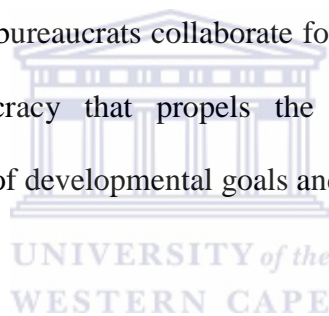 bureaucrats collaborate fo
cracy that propels the
of developmental goals and
UNIVERSITY of the
WESTERN CAPE